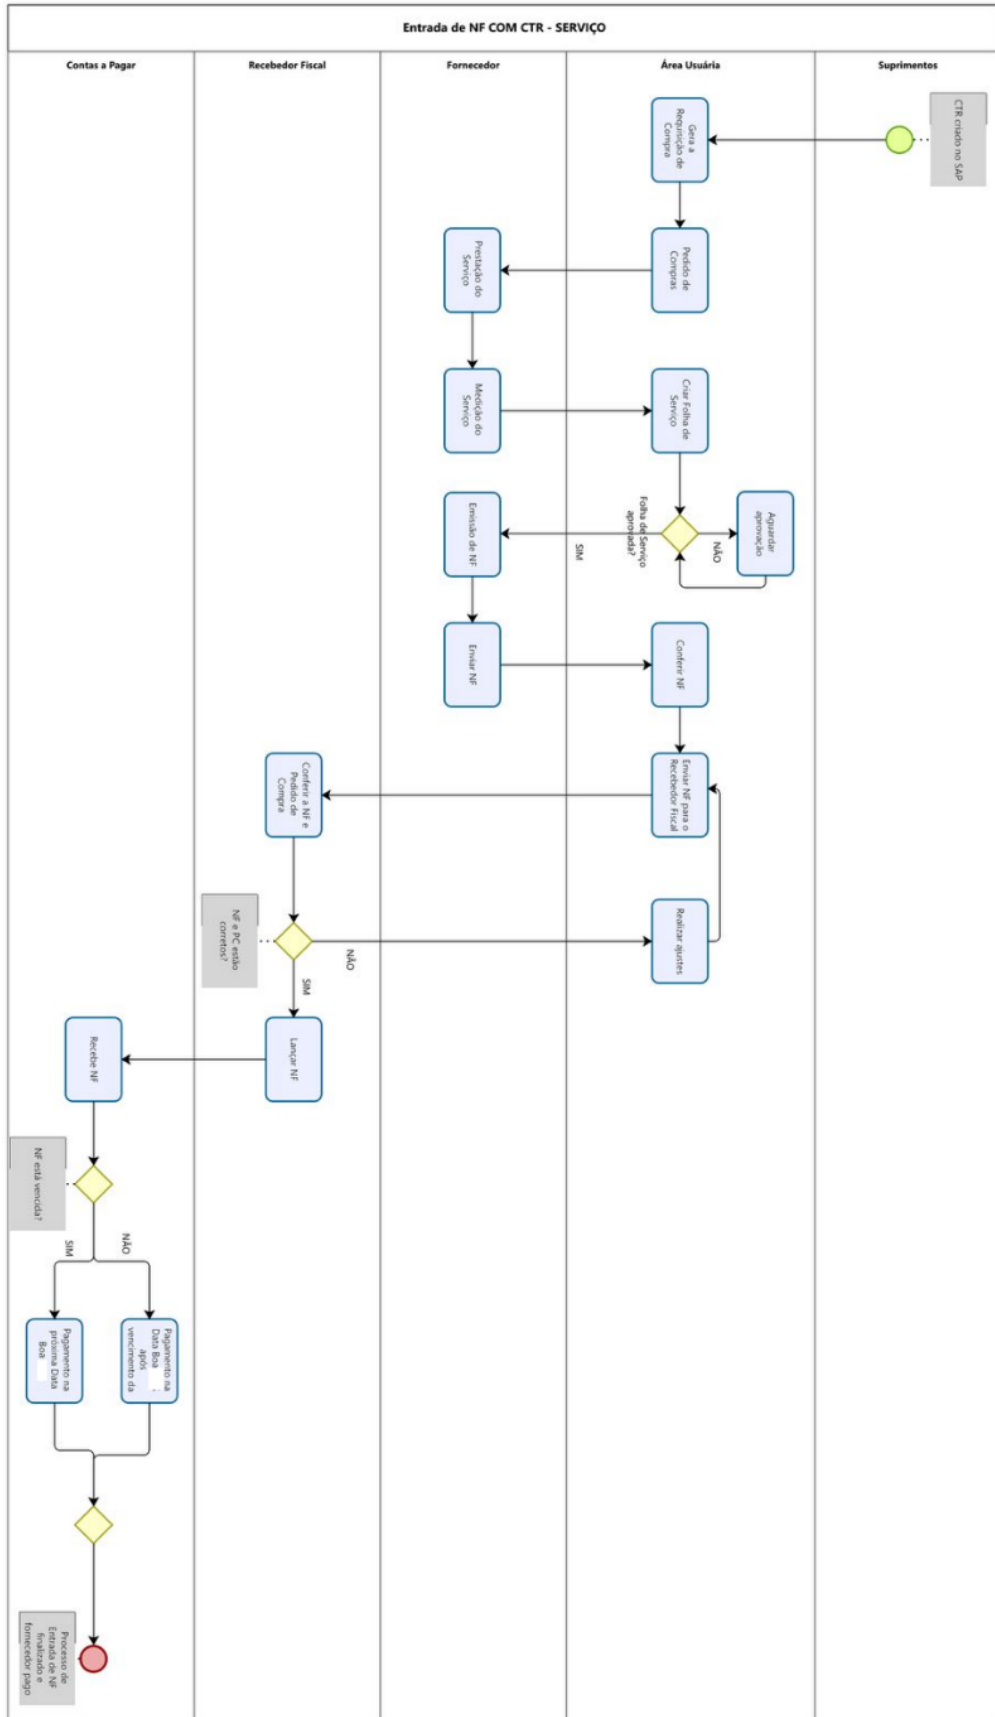 Entrada de NF COM CTR - SERVIÇO
Contas a Pagar
Recebedor Fiscal
Fornecedor
Área Usuária
Suprimentos
CTR criado no SAP
Gera a
Requisição de
Compra
Pedido de
Compras
Prestação do
Serviço
Medição do
Serviço
Criar Folha de
Serviço
Folha de Serviço
aprovada?
NÃO
Aguardar
aprovação
SIM
Emissão de NF
Enviar NF
Conferir NF
Enviar NF para o
Recebedor Fiscal
Conferir a NF e
Pedido de
Compra
NF e PC estão
corretos?
NÃO
Realizar ajustes
SIM
Lançar NF
Recebe NF
NF está vencida?
NÃO
SIM
Pagamento na
Data Boa
após
vencimento da
Pagamento na
próxima Data
Boa
Processo de
Entrada de NF
finalizado e
fornecedor pago